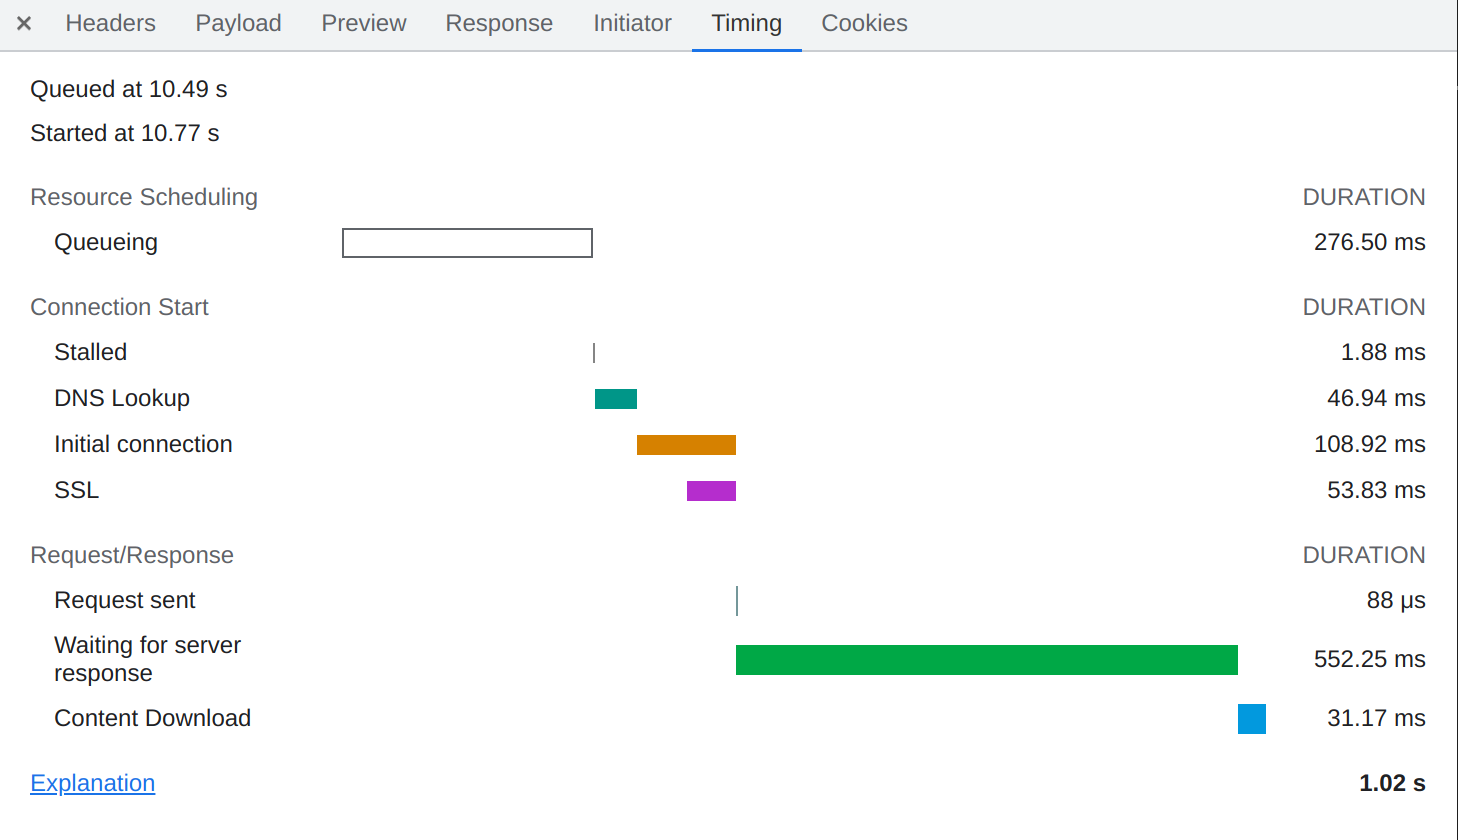 × Headers Payload Preview Response Initiator Timing Cookies
Queued at 10.49 s
Started at 10.77 s
Resource Scheduling DURATION
Queueing 276.50 ms
Connection Start DURATION
Stalled 1.88 ms
DNS Lookup 46.94 ms
Initial connection 108.92 ms
SSL 53.83 ms
Request/Response DURATION
Request sent 88 μs
Waiting for server
response 552.25 ms
Content Download 31.17 ms
Explanation 1.02 s